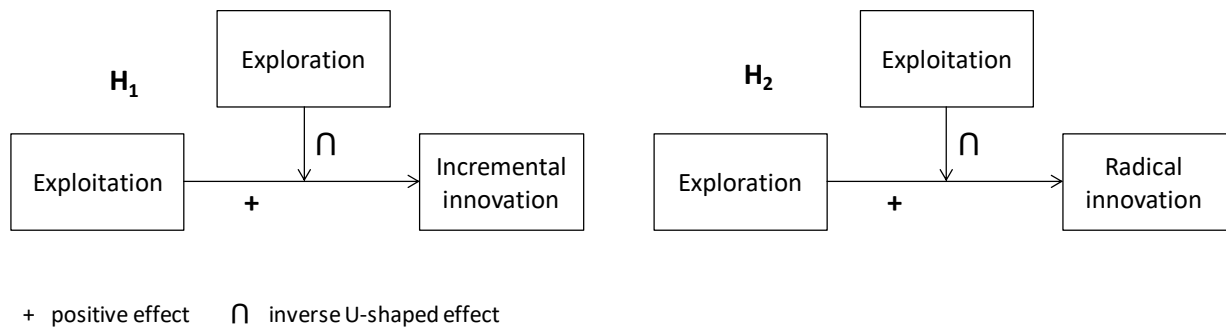 Exploration
H₁
Exploitation
+
∩
Incremental
innovation
Exploitation
H₂
Exploration
+
∩
Radical
innovation
+ positive effect ∩ inverse U-shaped effect